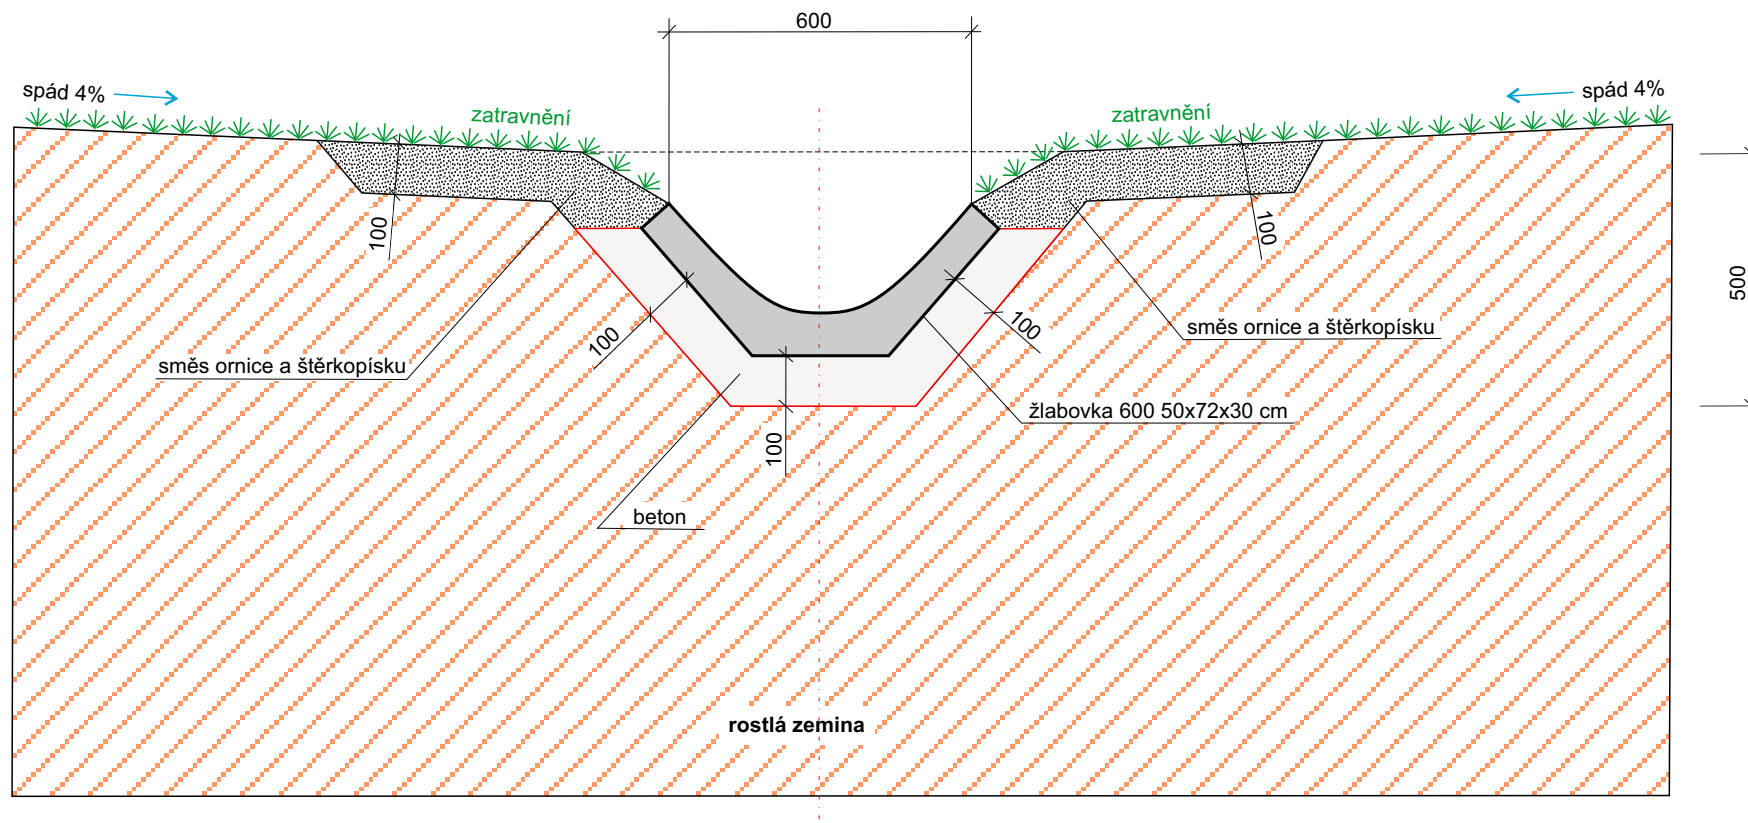 600
spád 4%
spád 4%
zatravnění
zatravnění
100
100
500
100
100
směs ornice a štěrkopísku
směs ornice a štěrkopísku
žlabovka 600 50x72x30 cm
100
beton
rostlá zemina